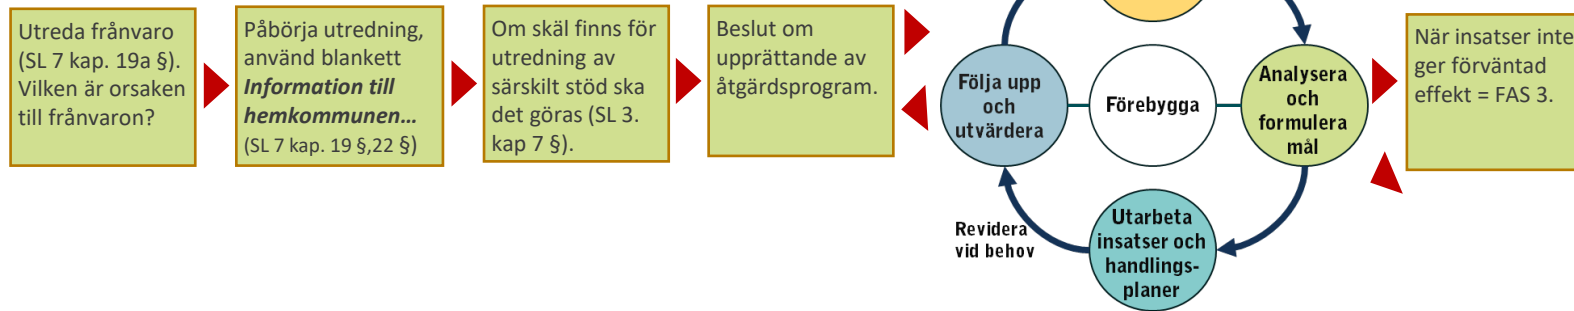 Utreda frånvaro
(SL 7 kap. 19a §).
Vilken är orsaken
till frånvaron?
Påbörja utredning,
använd blankett
Information till
hemkommunen…
(SL 7 kap. 19 §,22 §)
Om skäl finns för
utredning av
särskilt stöd ska
det göras (SL 3.
kap 7 §).
Beslut om
upprättande av
åtgärdsprogram.
Följa upp
och
utvärdera
Förebygga
Analysera
och
formulera
mål
Utarbeta
insatser och
handlings-
planer
Revidera
vid behov
När insatser inte
ger förväntad
effekt = FAS 3.